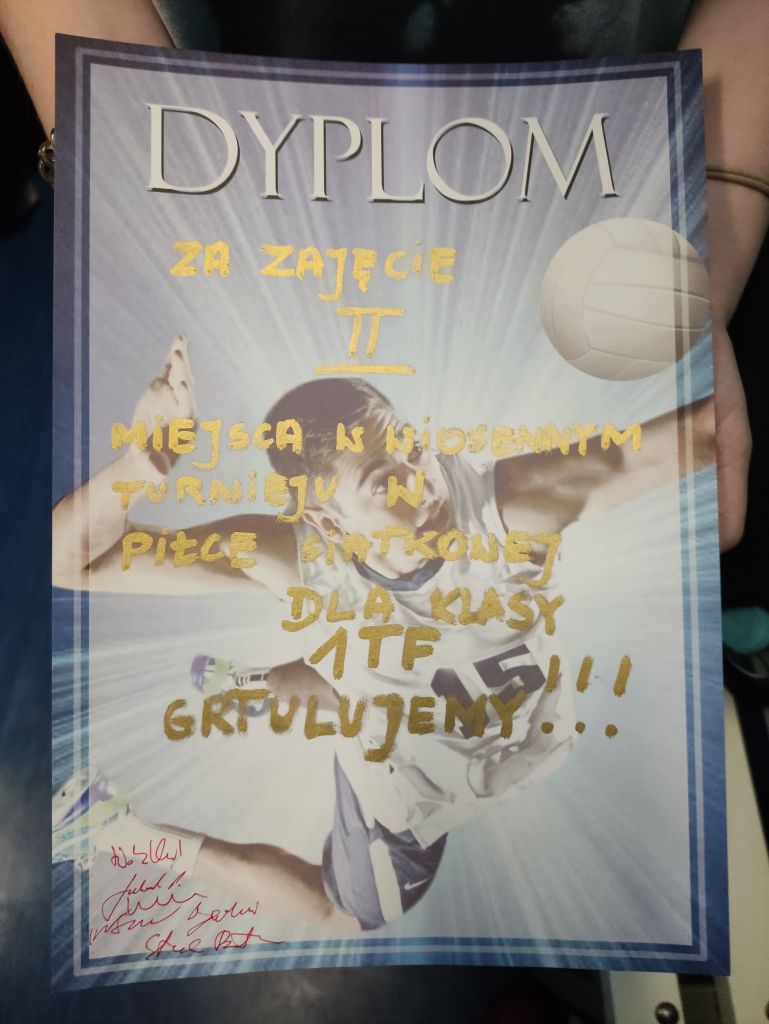 DYPLOM
ZA ZAJĘCIE
II
MIEJSCA W WIOSENNYM
TURNIEJU W
PIŁCE SIATKOWEJ
DLA KLASY
1TF
GRTULUJEMY!!!
15